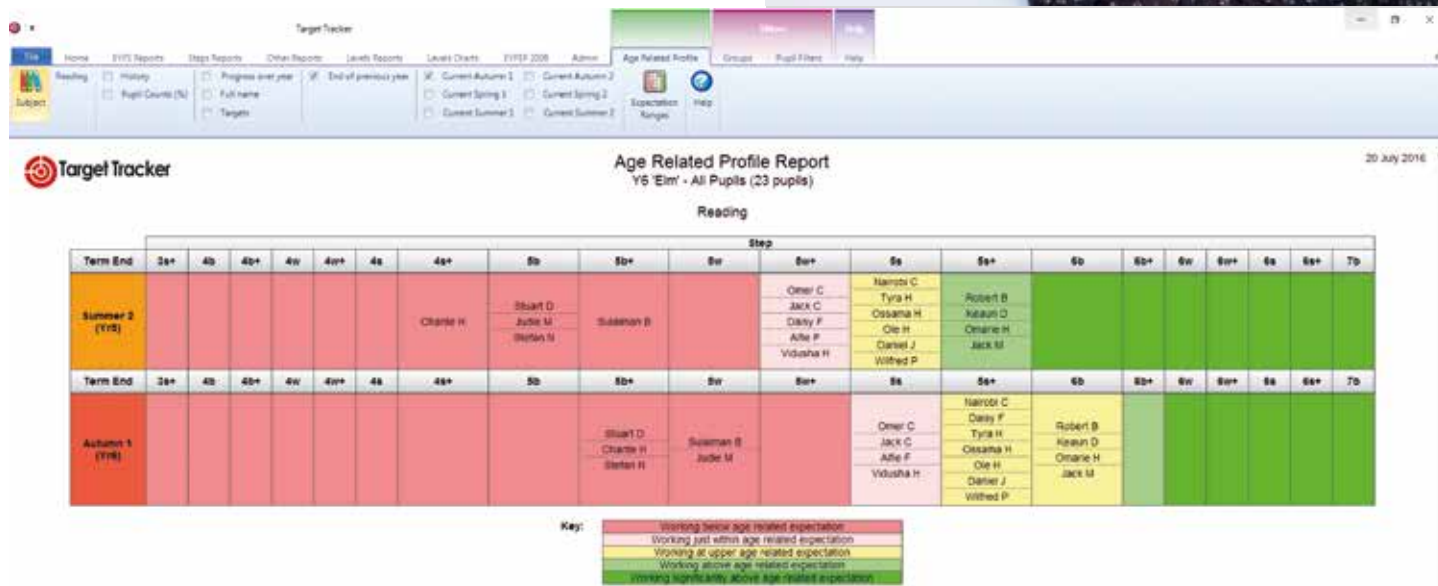 Target Tracker
File Home EYFS Reports Steps Reports Other Reports Levels Reports Levels Charts EYFSP 2008 Admin Age Related Profile Groups Pupil Filters Help
Subject
Reading
History
Pupil Counts (%)
Progress over year
Full name
Targets
End of previous year
Current Autumn 1 Current Autumn 2
Current Spring 1 Current Spring 2
Current Summer 1 Current Summer 2
Expectation Ranges
Help
Target Tracker
Age Related Profile Report
20 July 2016
Y6 'Elm' - All Pupils (23 pupils)
Reading
Step
Term End 3s+ 4b 4b+ 4w 4w+ 4s 4s+ 5b 5b+ 5w 5w+ 5s 5s+ 6b 6b+ 6w 6w+ 6s 6s+ 7b
Summer 2 (Yr5)
Charlie H
Stuart D
Judie M
Stefan N
Sulaiman B
Omer C
Jack C
Daisy F
Alfie P
Vidusha H
Nairobi C
Tyra H
Ossama H
Ole H
Daniel J
Wilfred P
Robert B
Keaun D
Omarie H
Jack M
Term End 3s+ 4b 4b+ 4w 4w+ 4s 4s+ 5b 5b+ 5w 5w+ 5s 5s+ 6b 6b+ 6w 6w+ 6s 6s+ 7b
Autumn 1 (Yr6)
Stuart D
Charlie H
Stefan N
Sulaiman B
Judie M
Omer C
Jack C
Alfie F
Vidusha H
Nairobi C
Daisy F
Tyra H
Ossama H
Ole H
Daniel J
Wilfred P
Robert B
Keaun D
Omarie H
Jack M
Key:
Working below age related expectation
Working just within age related expectation
Working at upper age related expectation
Working above age related expectation
Working significantly above age related expectation